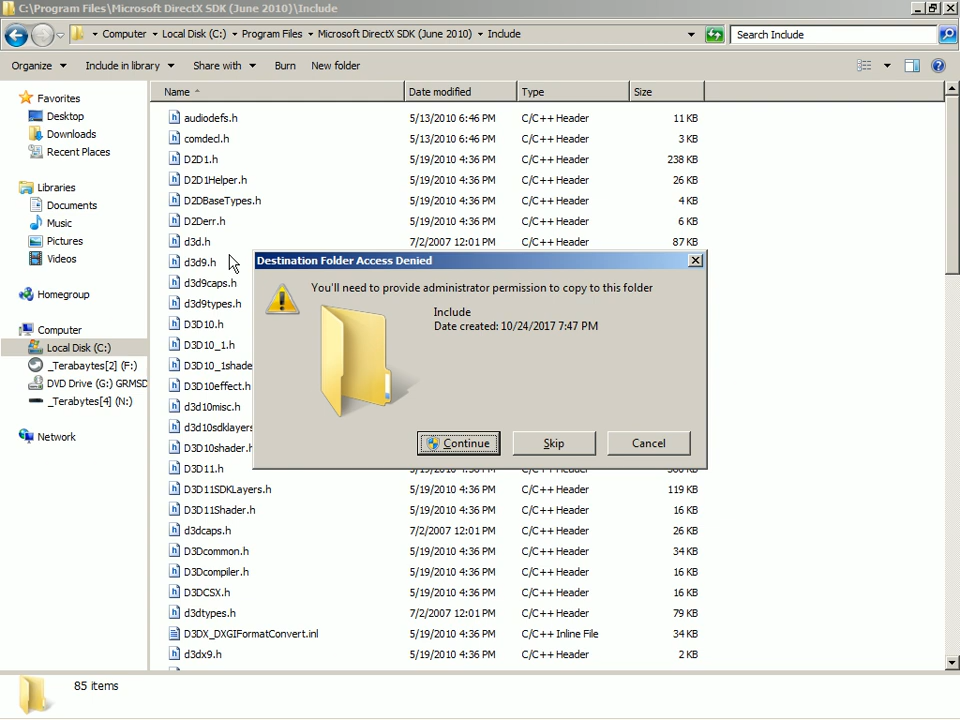 C:\Program Files\Microsoft DirectX SDK (June 2010)\Include
Computer Local Disk (C:) Program Files Microsoft DirectX SDK (June 2010) Include
Search Include
Organize Include in library Share with Burn New folder
Favorites
Desktop
Downloads
Recent Places
Libraries
Documents
Music
Pictures
Videos
Homegroup
Computer
Local Disk (C:)
_Terabytes[2] (F:)
DVD Drive (G:) GRMSD
_Terabytes[4] (N:)
Network
Name Date modified Type Size
audiodefs.h 5/13/2010 6:46 PM C/C++ Header 11 KB
comdecl.h 5/13/2010 6:46 PM C/C++ Header 3 KB
D2D1.h 5/19/2010 4:36 PM C/C++ Header 238 KB
D2D1Helper.h 5/19/2010 4:36 PM C/C++ Header 26 KB
D2DBaseTypes.h 5/19/2010 4:36 PM C/C++ Header 4 KB
D2Derr.h 5/19/2010 4:36 PM C/C++ Header 6 KB
d3d.h 7/2/2007 12:01 PM C/C++ Header 87 KB
d3d9.h
d3d9caps.h
d3d9types.h
D3D10.h
D3D10_1.h
D3D10_1shade
D3D10effect.h
d3d10misc.h
d3d10sdklayers
D3D10shader.h
D3D11.h 5/19/2010 4:36 PM C/C++ Header
D3D11SDKLayers.h 5/19/2010 4:36 PM C/C++ Header 119 KB
D3D11Shader.h 5/19/2010 4:36 PM C/C++ Header 16 KB
d3dcaps.h 7/2/2007 12:01 PM C/C++ Header 26 KB
D3Dcommon.h 5/19/2010 4:36 PM C/C++ Header 34 KB
D3Dcompiler.h 5/19/2010 4:36 PM C/C++ Header 16 KB
D3DCSX.h 5/19/2010 4:36 PM C/C++ Header 16 KB
d3dtypes.h 7/2/2007 12:01 PM C/C++ Header 79 KB
D3DX_DXGIFormatConvert.inl 5/19/2010 4:36 PM C/C++ Inline File 34 KB
d3dx9.h 5/19/2010 4:36 PM C/C++ Header 2 KB
Destination Folder Access Denied
You'll need to provide administrator permission to copy to this folder
Include
Date created: 10/24/2017 7:47 PM
Continue Skip Cancel
85 items